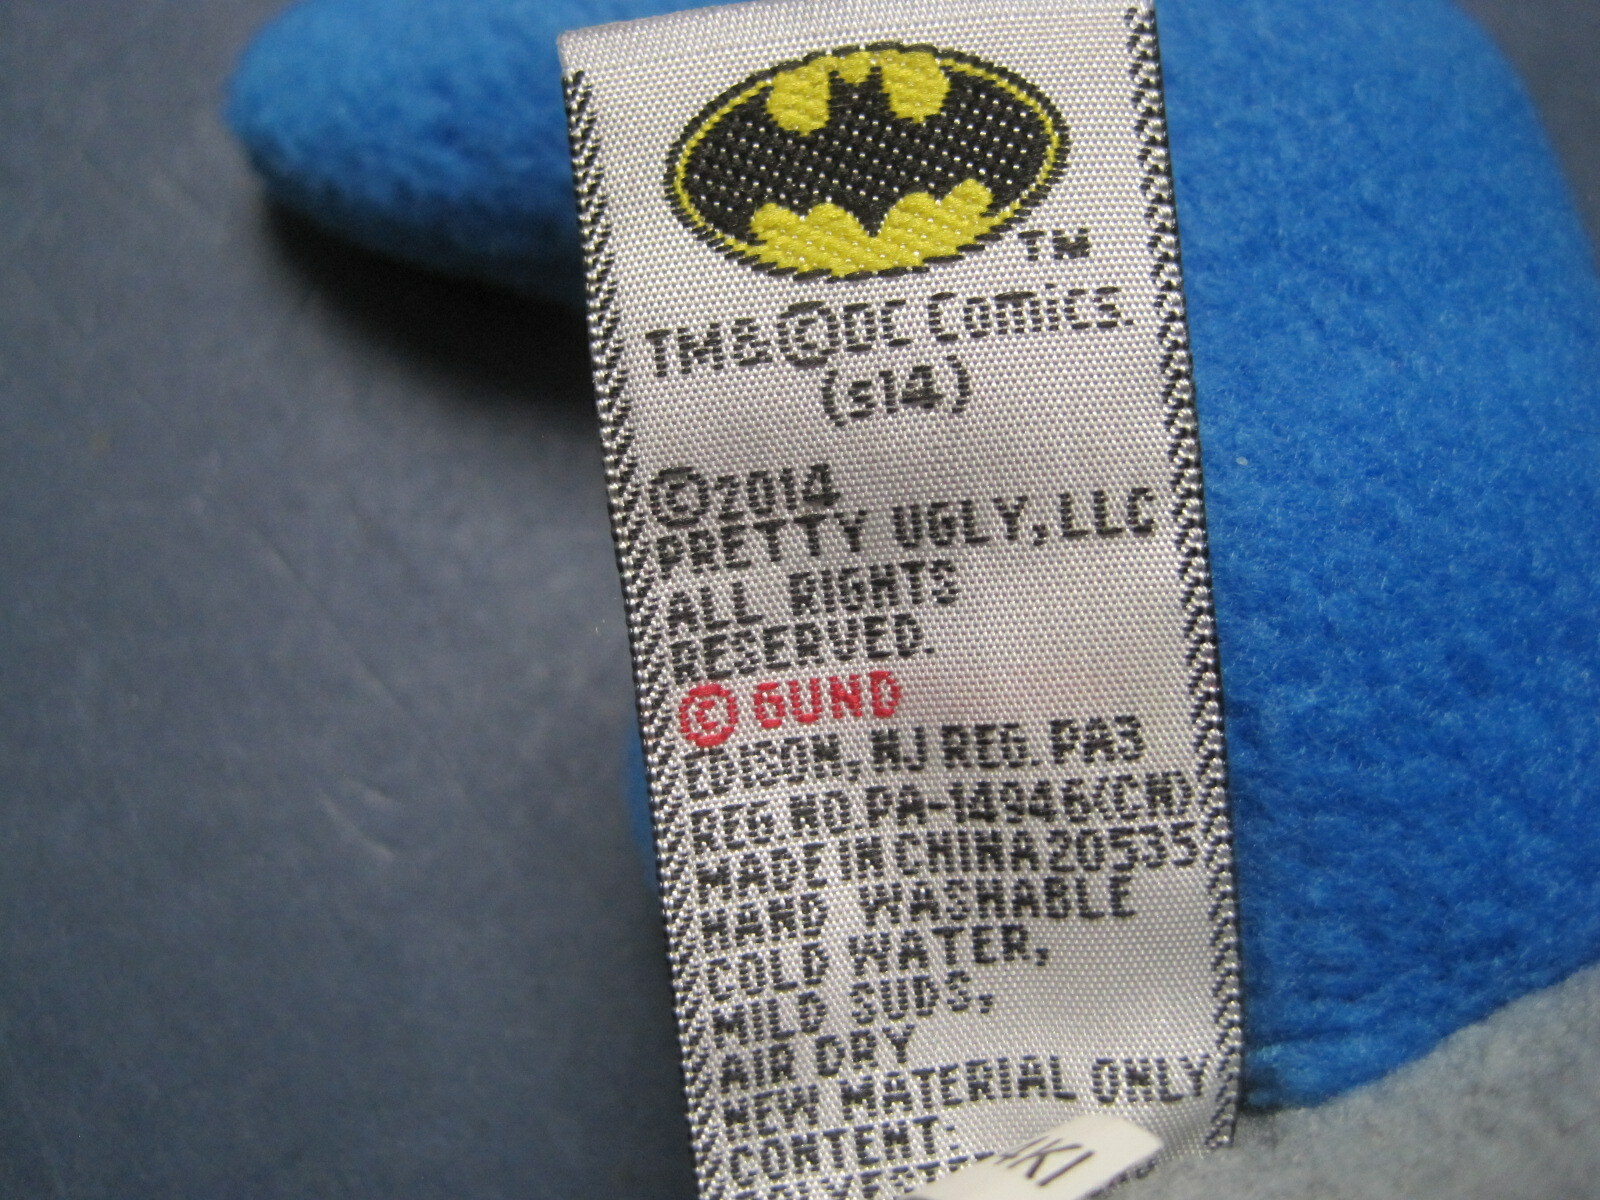 TM
TM & © DC Comics.
(s14)
©2014
PRETTY UGLY, LLC
ALL RIGHTS
RESERVED.
© GUND
EDISON, NJ REG. PA3
REG NO PA-14946(CN)
MADE IN CHINA 20535
HAND WASHABLE
COLD WATER,
MILD SUDS,
AIR DRY
NEW MATERIAL ONLY
CONTENT: